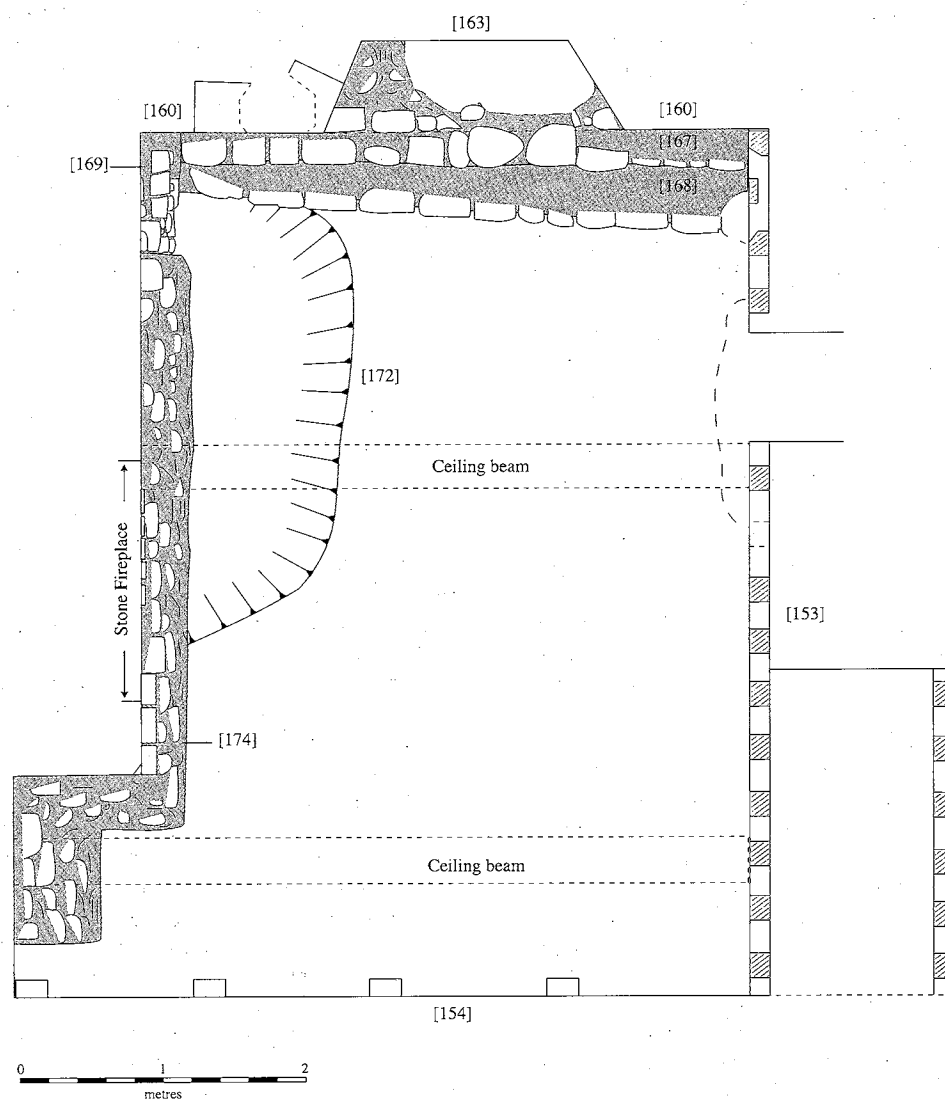 [163]
[160]
[160]
[167]
[169]
[168]
[172]
Ceiling beam
Stone Fireplace
[153]
[174]
Ceiling beam
[154]
0 1 2
metres